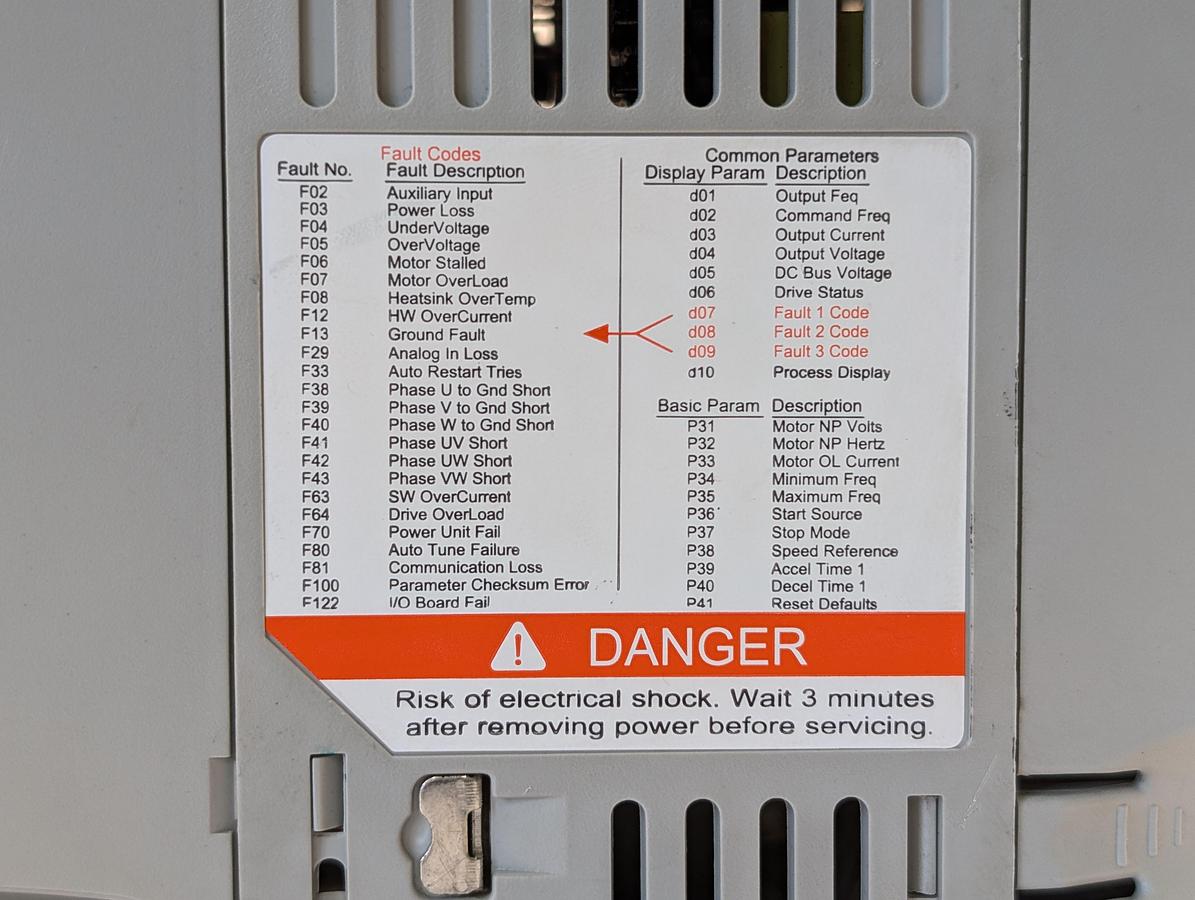 Fault Codes
Fault No. Fault Description
F02 Auxiliary Input
F03 Power Loss
F04 UnderVoltage
F05 OverVoltage
F06 Motor Stalled
F07 Motor OverLoad
F08 Heatsink OverTemp
F12 HW OverCurrent
F13 Ground Fault
F29 Analog In Loss
F33 Auto Restart Tries
F38 Phase U to Gnd Short
F39 Phase V to Gnd Short
F40 Phase W to Gnd Short
F41 Phase UV Short
F42 Phase UW Short
F43 Phase VW Short
F63 SW OverCurrent
F64 Drive OverLoad
F70 Power Unit Fail
F80 Auto Tune Failure
F81 Communication Loss
F100 Parameter Checksum Error
F122 I/O Board Fail
Common Parameters
Display Param Description
d01 Output Feq
d02 Command Freq
d03 Output Current
d04 Output Voltage
d05 DC Bus Voltage
d06 Drive Status
d07 Fault 1 Code
d08 Fault 2 Code
d09 Fault 3 Code
d10 Process Display
Basic Param Description
P31 Motor NP Volts
P32 Motor NP Hertz
P33 Motor OL Current
P34 Minimum Freq
P35 Maximum Freq
P36 Start Source
P37 Stop Mode
P38 Speed Reference
P39 Accel Time 1
P40 Decel Time 1
P41 Reset Defaults
DANGER
Risk of electrical shock. Wait 3 minutes
after removing power before servicing.